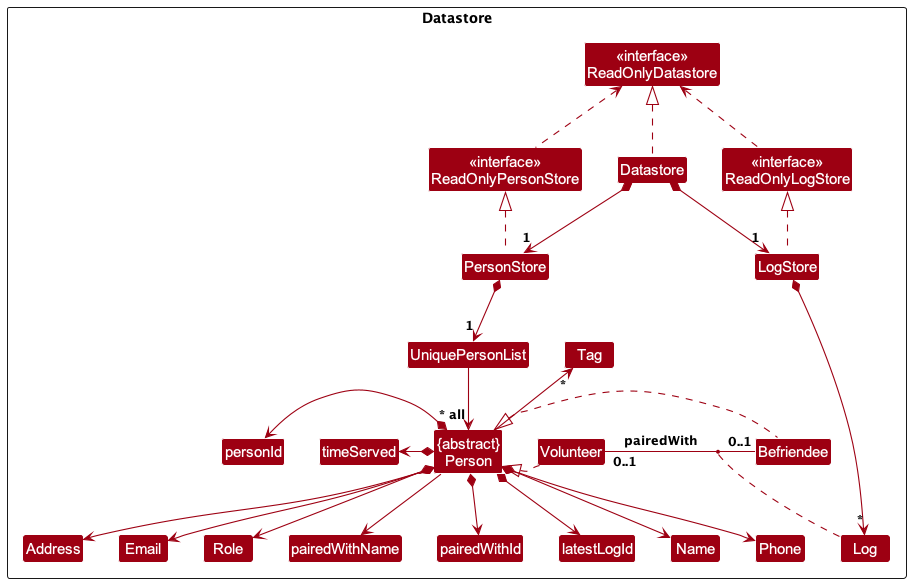 Datastore
«interface»
ReadOnlyDatastore
«interface»
ReadOnlyPersonStore
Datastore
«interface»
ReadOnlyLogStore
1
1
PersonStore
LogStore
1
UniquePersonList
Tag
*
* all
personId
timeServed
{abstract}
Person
Volunteer
pairedWith
0..1
0..1
Befriendee
*
Address
Email
Role
pairedWithName
pairedWithId
latestLogId
Name
Phone
Log